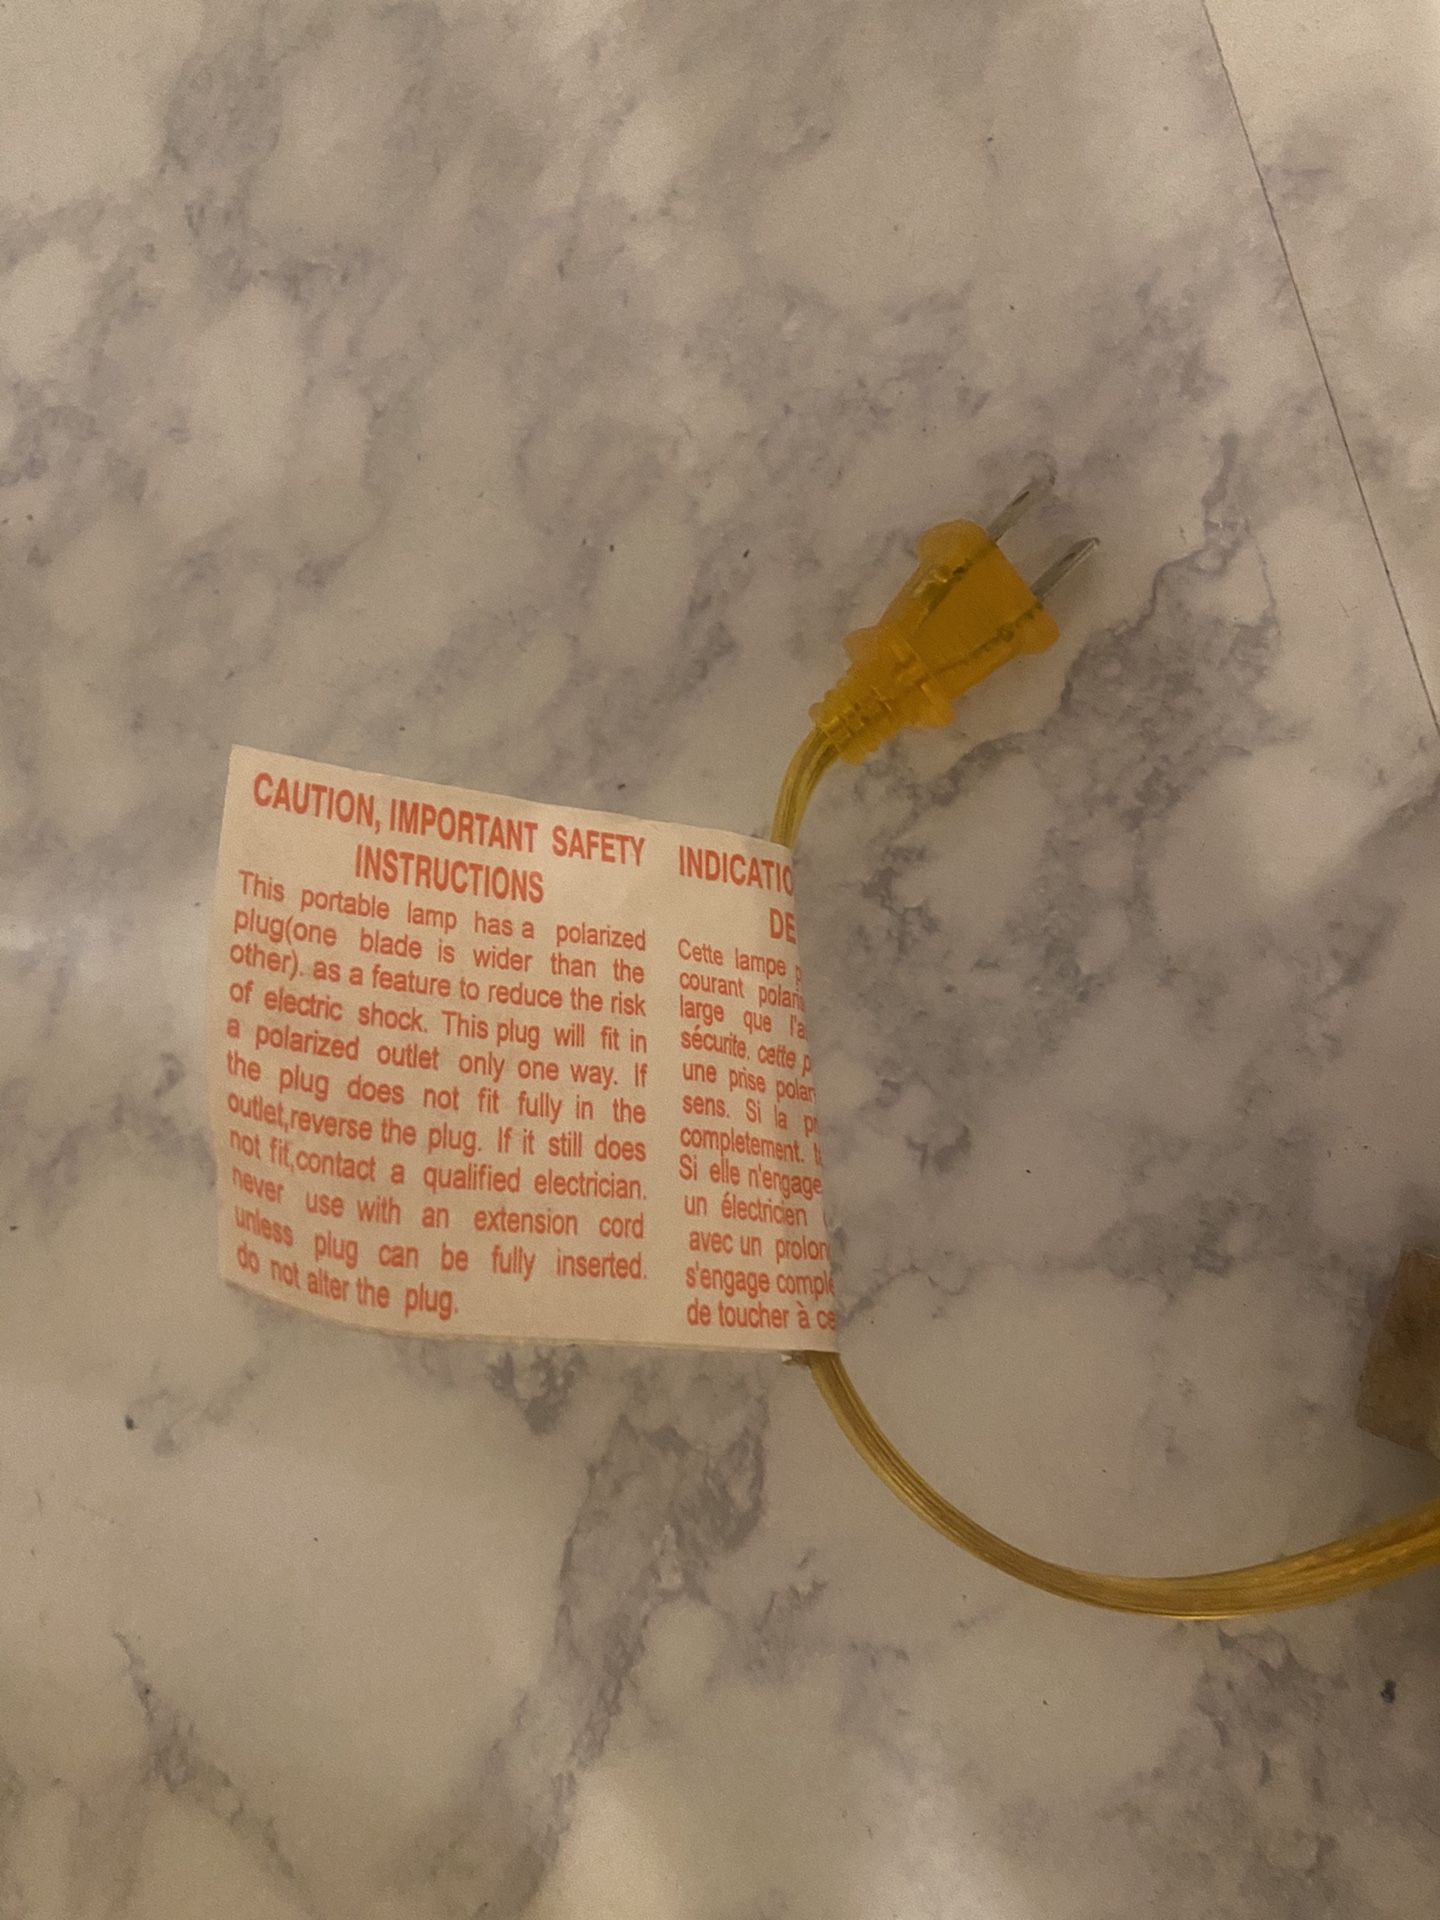 CAUTION, IMPORTANT SAFETY
INSTRUCTIONS
This portable lamp has a polarized
plug(one blade is wider than the
other). as a feature to reduce the risk
of electric shock. This plug will fit in
a polarized outlet only one way. If
the plug does not fit fully in the
outlet,reverse the plug. If it still does
not fit,contact a qualified electrician.
never use with an extension cord
unless plug can be fully inserted.
do not alter the plug.
INDICATIO
DE
Cette lampe p
courant polaris
large que l'a
sécurite. cette p
une prise polar
sens. Si la pr
completement. t
Si elle n'engage
un électricien
avec un prolon
s'engage comple
de toucher à ce